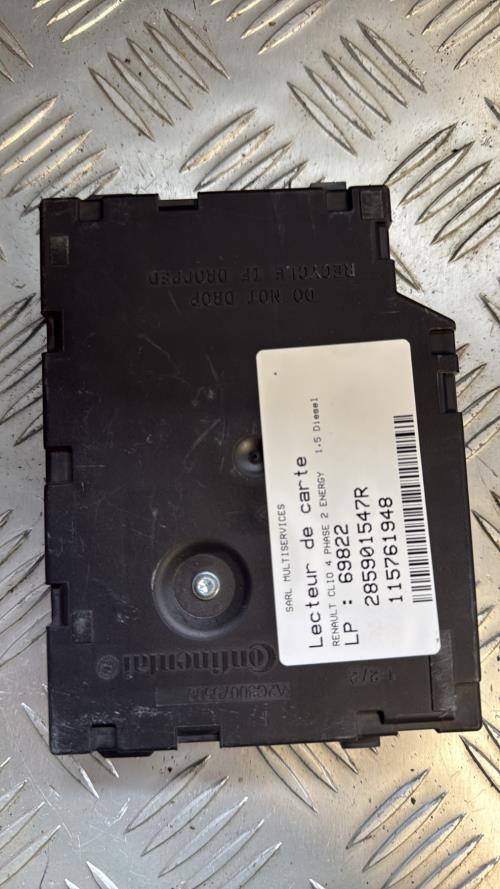 DO NOT DROP
RECYCLE IF DROPPED
SARL MULTISERVICES
Lecteur de carte
RENAULT CLIO 4 PHASE 2 ENERGY 1.5 Diesel
LP : 69822
285901547R
115761948
Continental